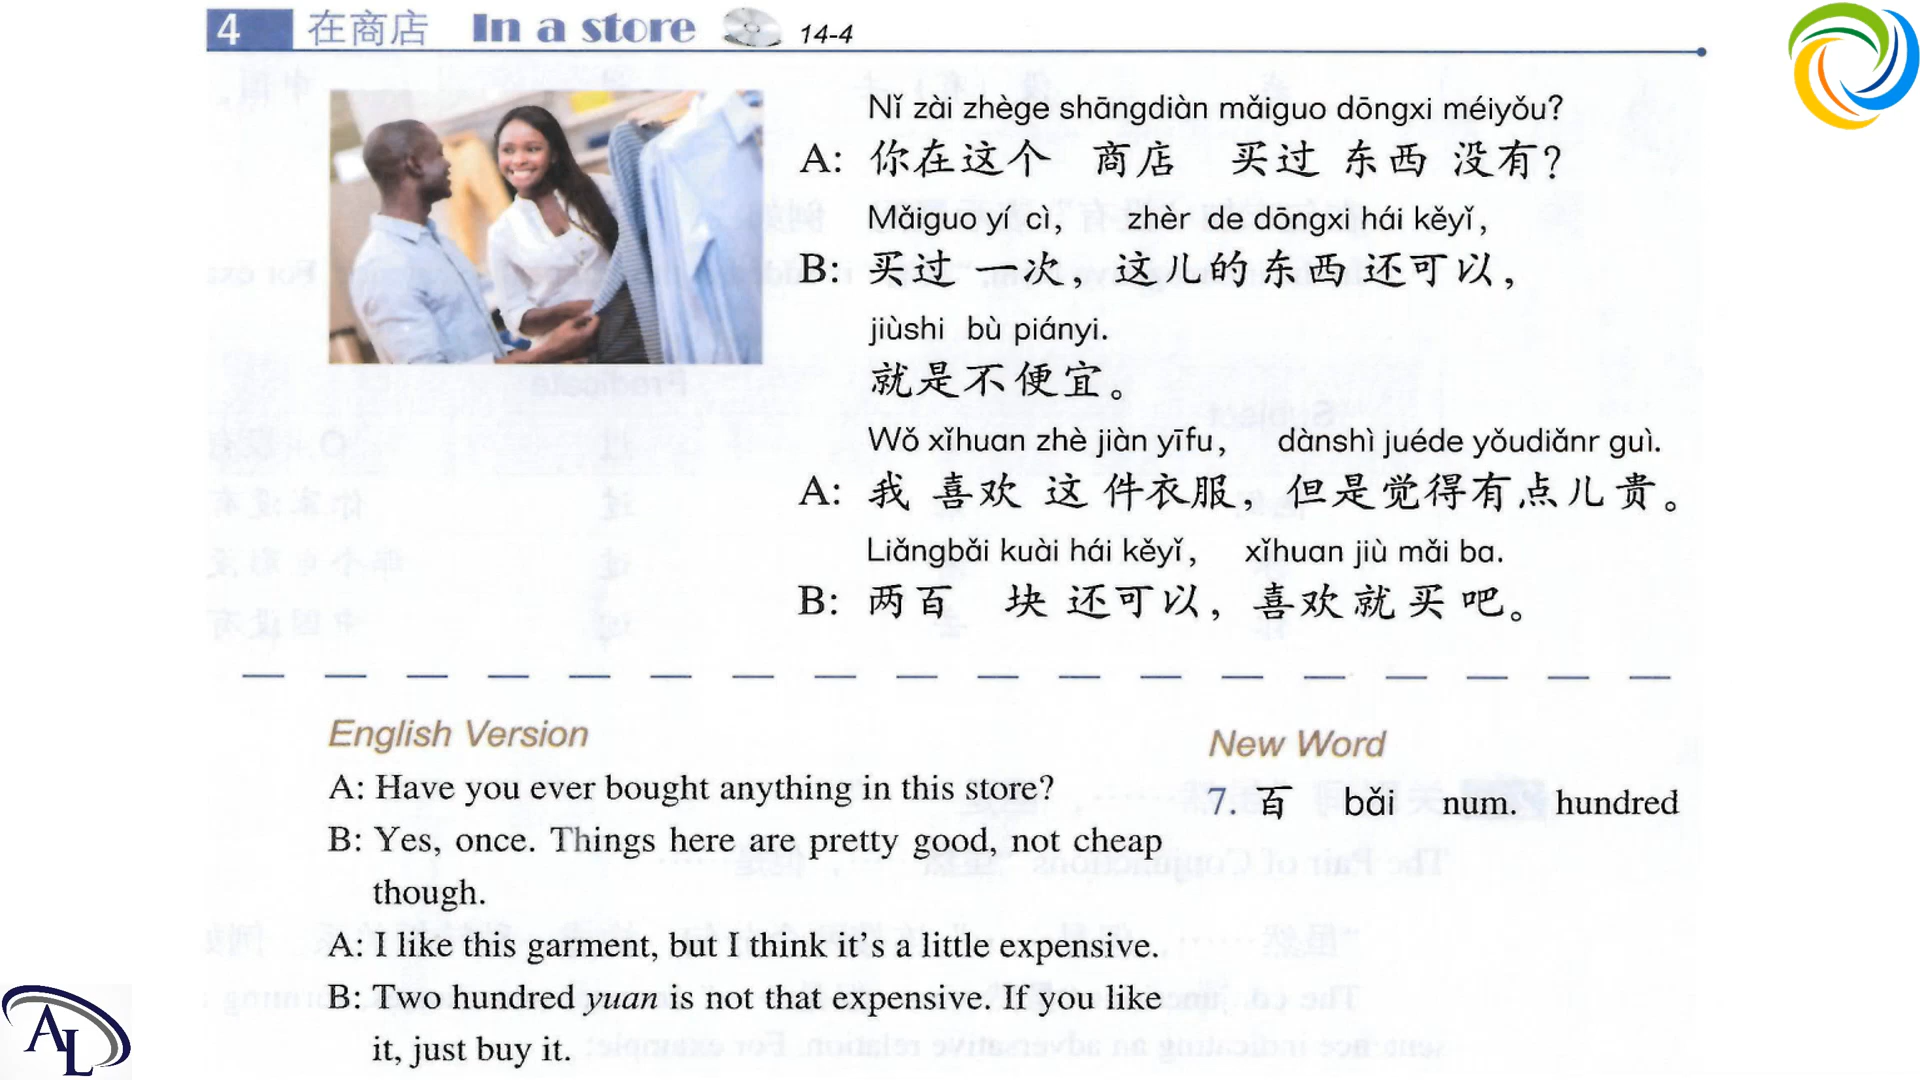 4 在商店 In a store 14-4
Nǐ zài zhège shāngdiàn mǎiguo dōngxi méiyǒu?
A: 你在这个 商店 买过 东西 没有？
Mǎiguo yí cì, zhèr de dōngxi hái kěyǐ,
B: 买过 一 次， 这儿的 东西还可以，
jiùshi bù piányi.
就是不便宜。
Wǒ xǐhuan zhè jiàn yīfu, dànshì juéde yǒudiǎnr guì.
A: 我 喜欢 这 件衣服， 但是觉得有点儿贵。
Liǎngbǎi kuài hái kěyǐ, xǐhuan jiù mǎi ba.
B: 两百 块 还可以， 喜欢就买吧。
English Version
A: Have you ever bought anything in this store?
B: Yes, once. Things here are pretty good, not cheap
though.
A: I like this garment, but I think it's a little expensive.
B: Two hundred yuan is not that expensive. If you like
it, just buy it.
New Word
7. 百 bǎi num. hundred
AL